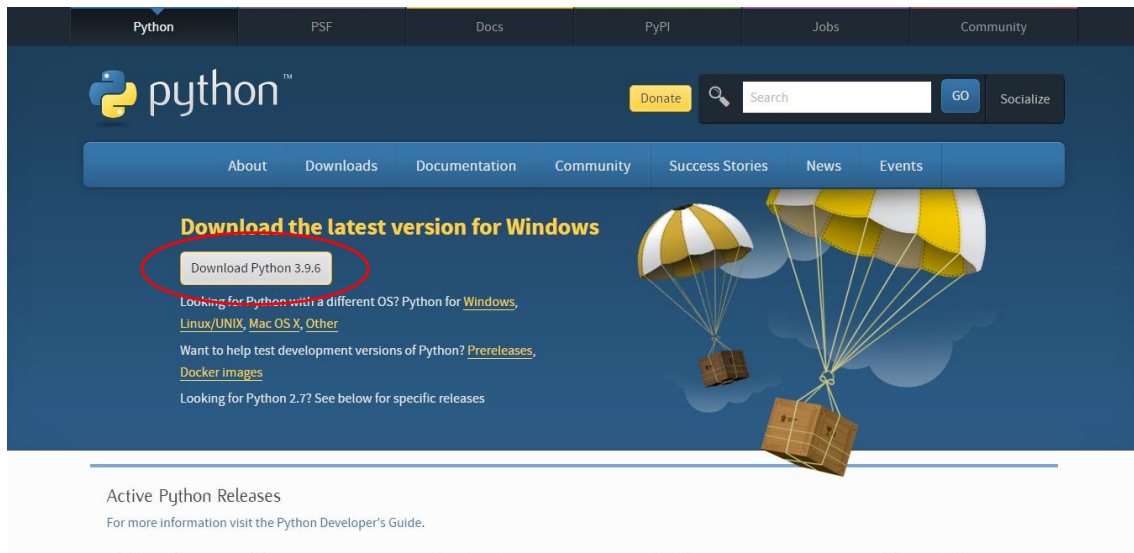 Python PSF Docs PyPI Jobs Community
python™
Donate Search GO Socialize
About Downloads Documentation Community Success Stories News Events
Download the latest version for Windows
Download Python 3.9.6
Looking for Python with a different OS? Python for Windows,
Linux/UNIX, Mac OS X, Other
Want to help test development versions of Python? Prereleases,
Docker images
Looking for Python 2.7? See below for specific releases
Active Python Releases
For more information visit the Python Developer's Guide.